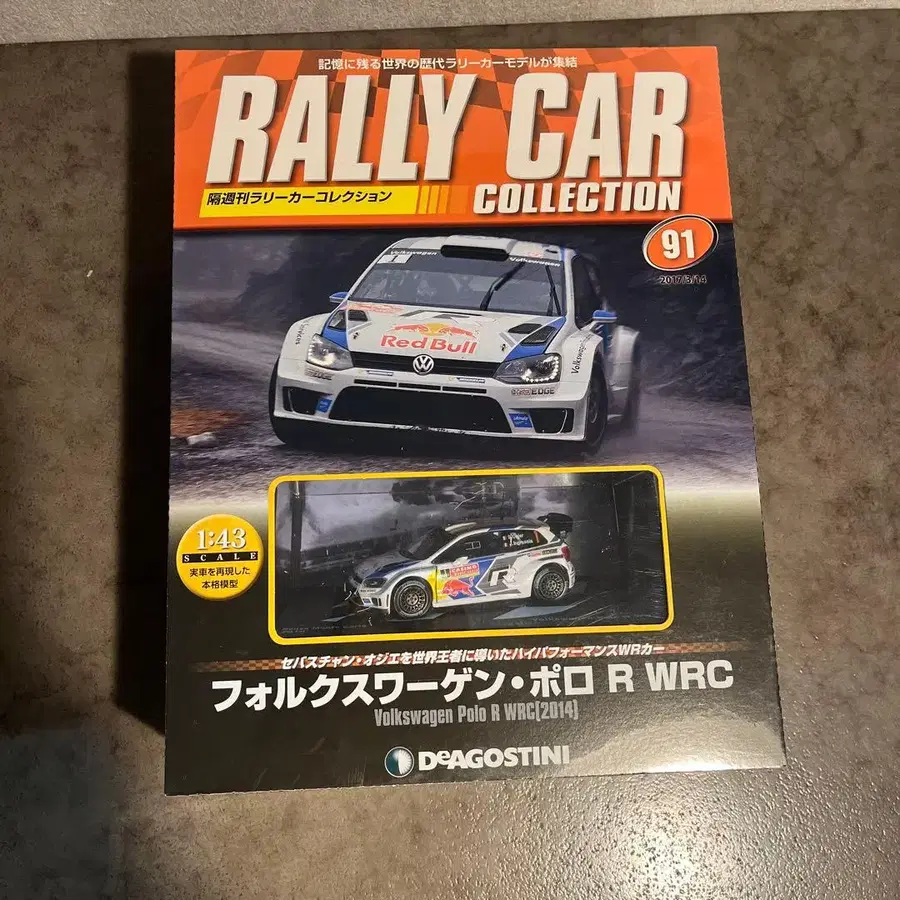 記憶に残る世界の歴代ラリーカーモデルが集結
RALLY CAR
隔週刊ラリーカーコレクション
COLLECTION
91
2017/3/14
Volkswagen
Volkswagen
1
Red Bull
Volkswagen
EDGE
1:43
SCALE
実車を再現した
本格模型
R
セバスチャン・オジエを世界王者に導いたハイパフォーマンスWRカー
フォルクスワーゲン・ポロ R WRC
Volkswagen Polo R WRC(2014)
DeAGOSTINI